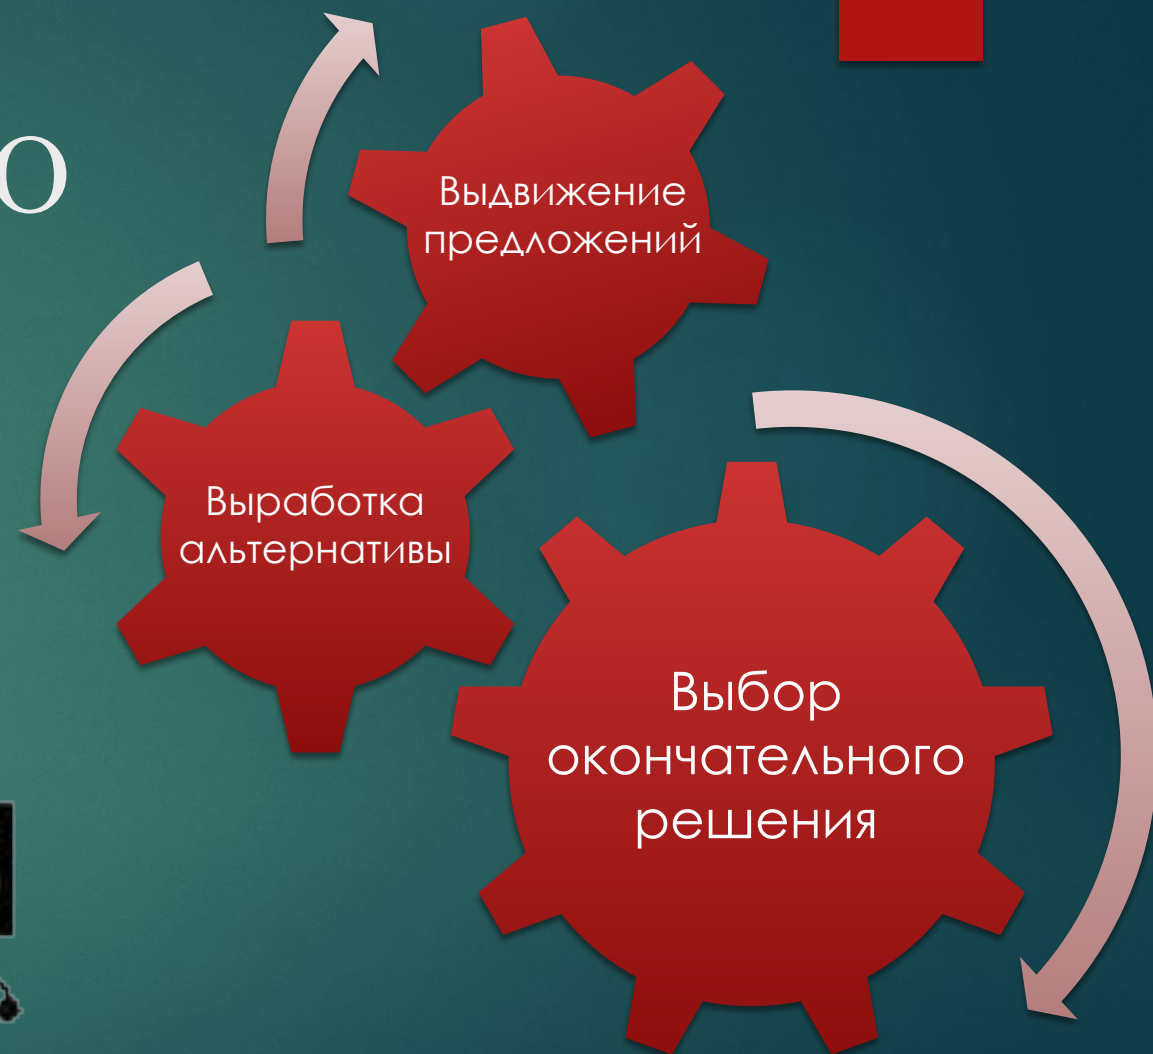 О
Выдвижение
предложений
Выработка
альтернативы
Выбор
окончательного
решения